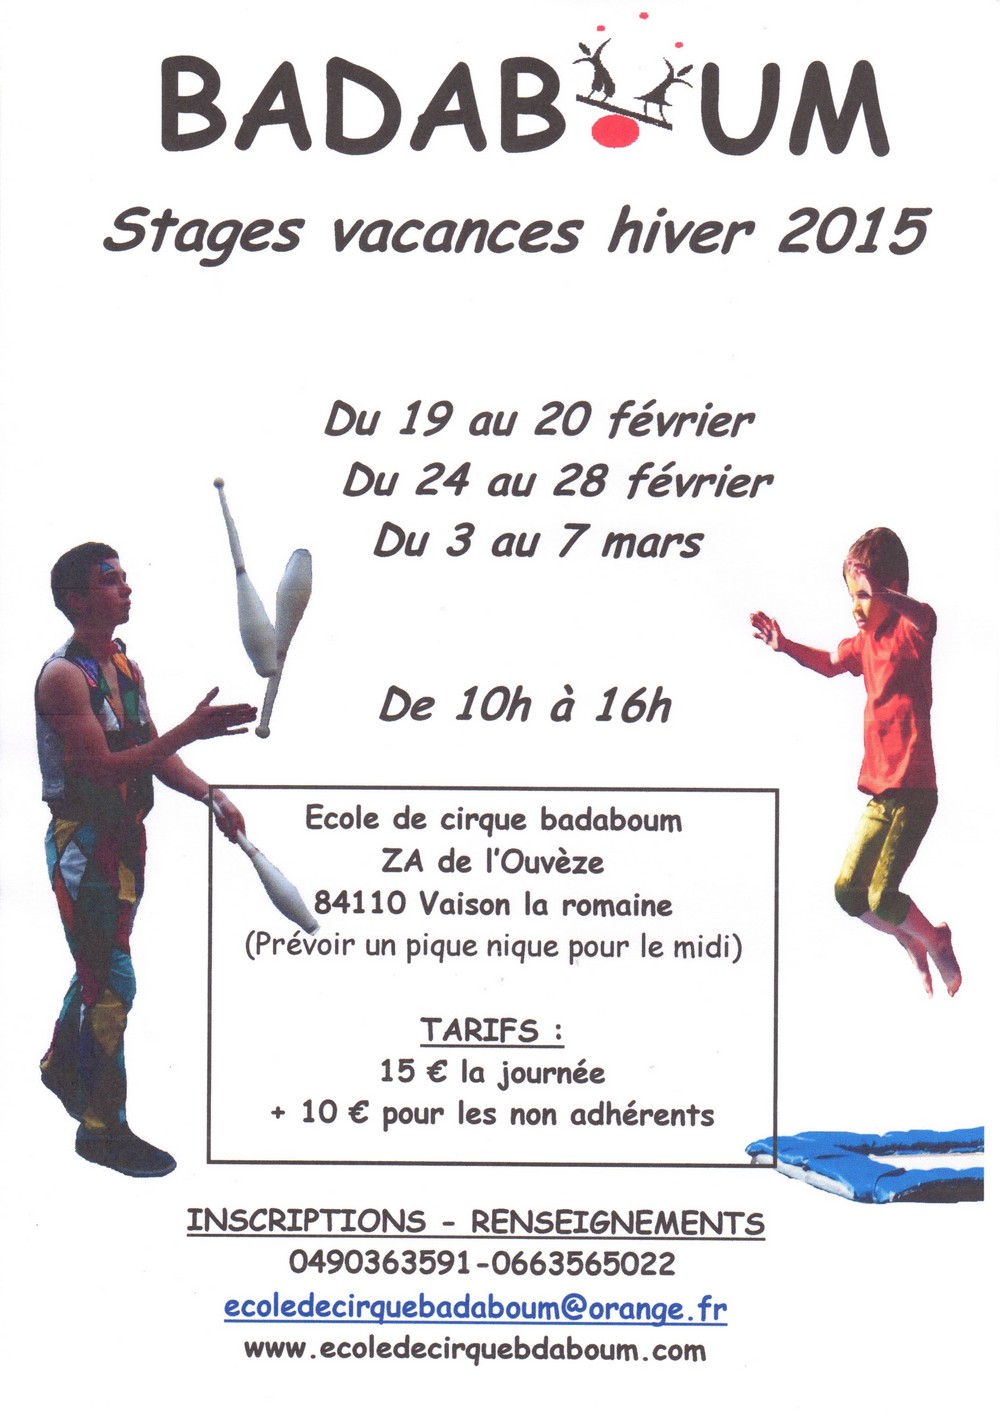 BADABOUM
Stages vacances hiver 2015
Du 19 au 20 février
Du 24 au 28 février
Du 3 au 7 mars
De 10h à 16h
Ecole de cirque badaboum
ZA de l'Ouvèze
84110 Vaison la romaine
(Prévoir un pique nique pour le midi)
TARIFS :
15 € la journée
+ 10 € pour les non adhérents
INSCRIPTIONS - RENSEIGNEMENTS
0490363591-0663565022
ecoledecirquebadaboum@orange.fr
www.ecoledecirquebdaboum.com